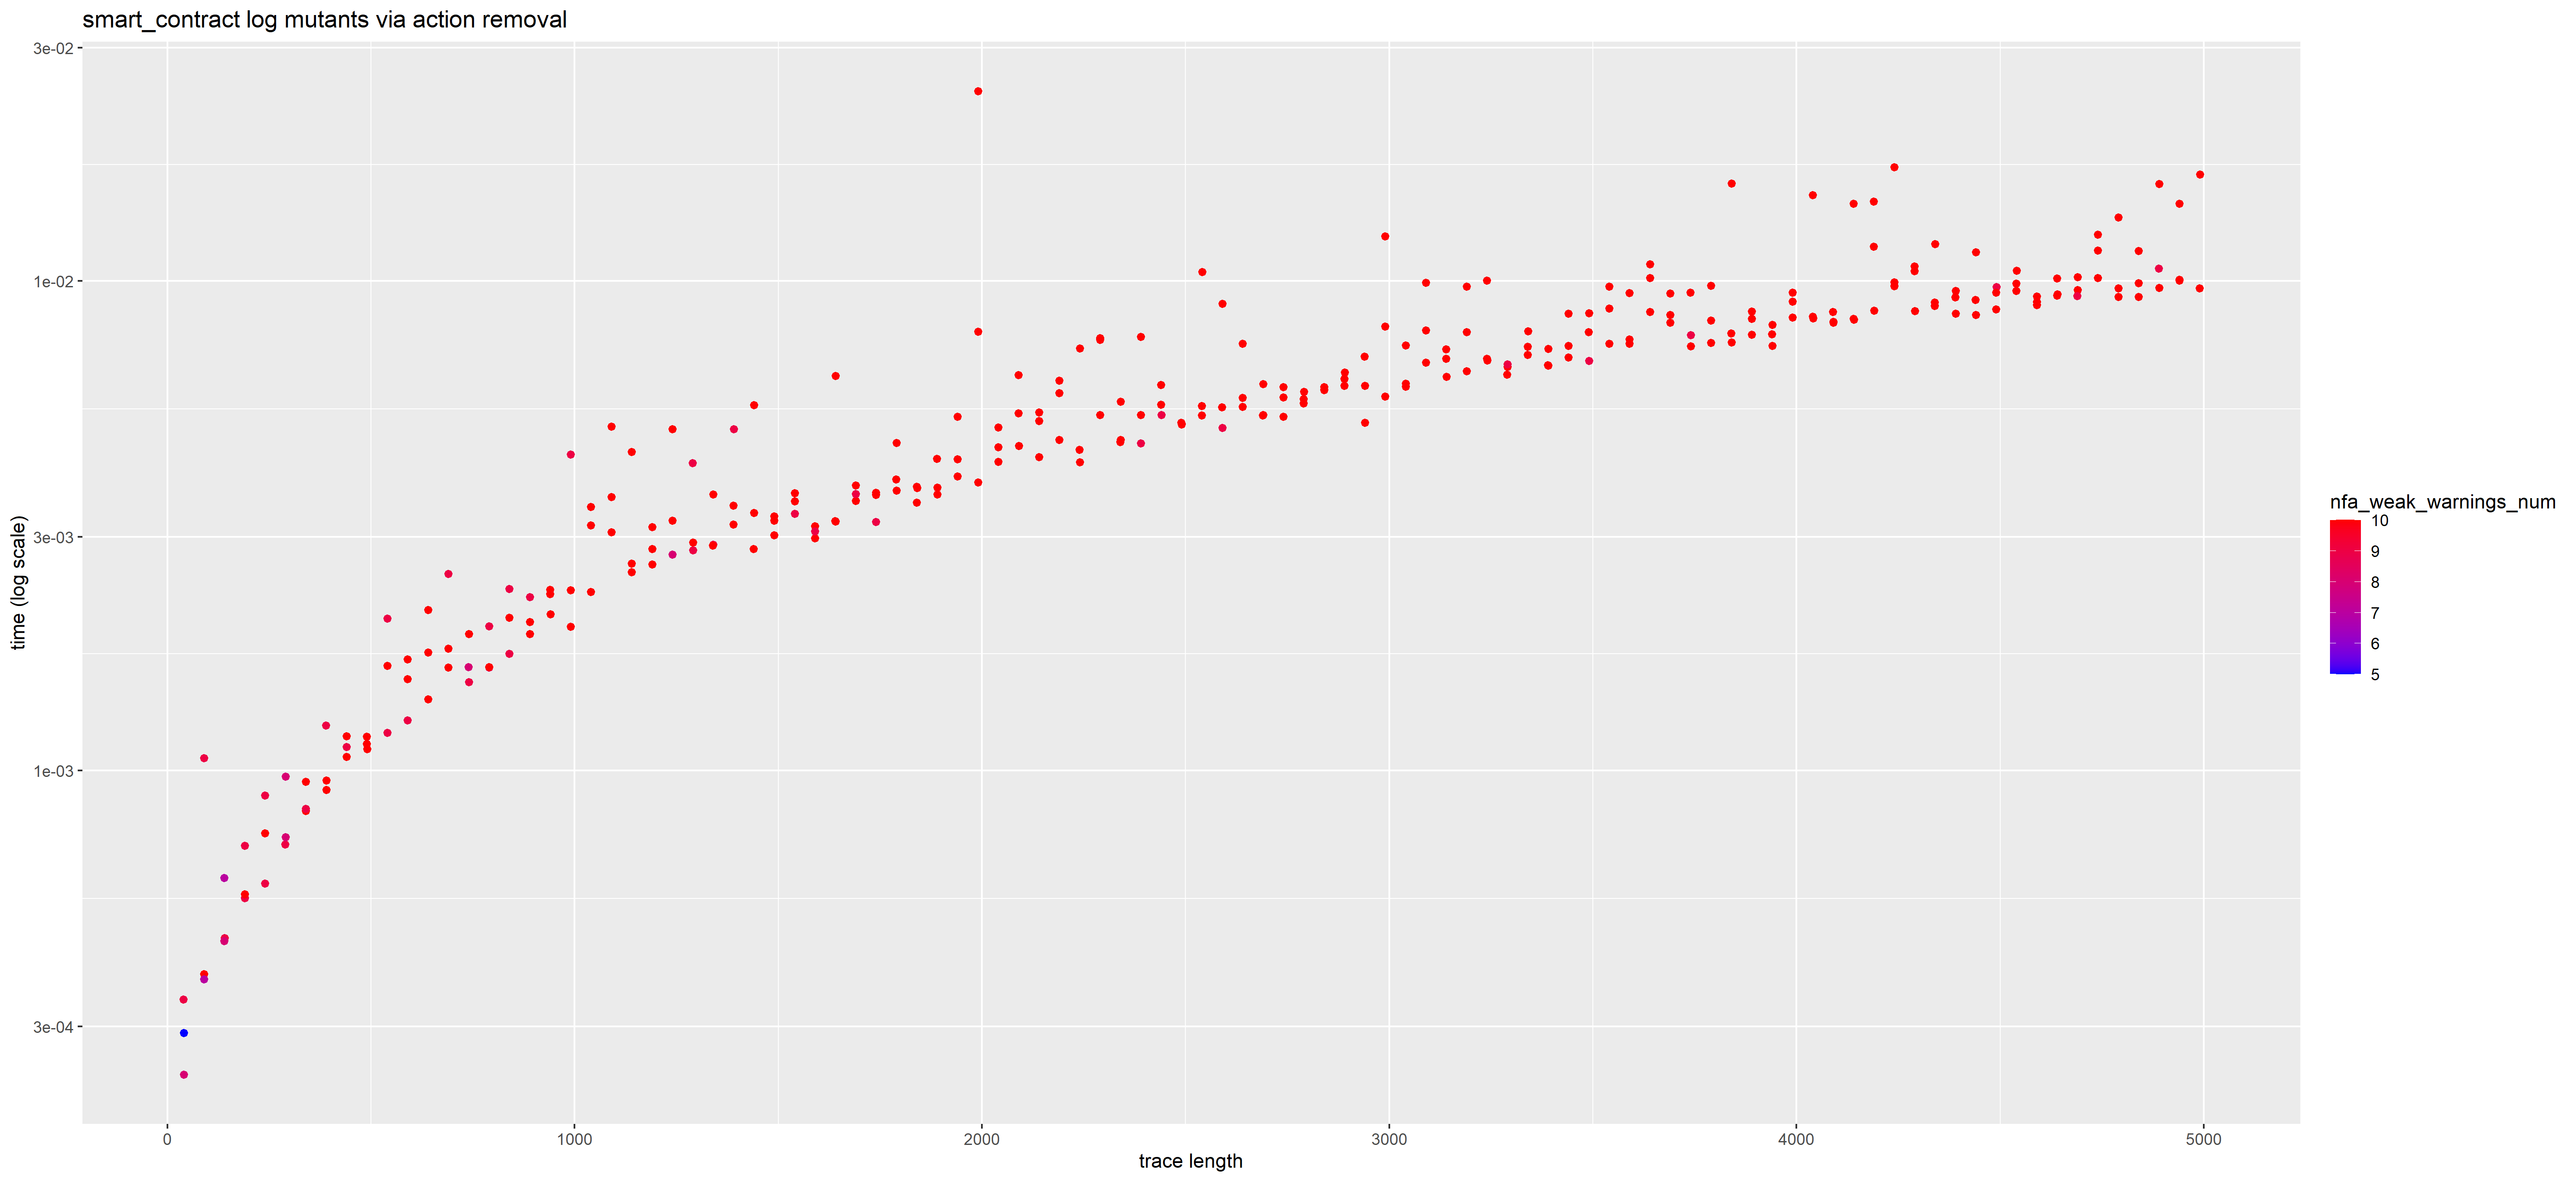 smart_contract log mutants via action removal
3e-02
1e-02
3e-03
1e-03
3e-04
time (log scale)
0 1000 2000 3000 4000 5000
trace length
nfa_weak_warnings_num
10
9
8
7
6
5